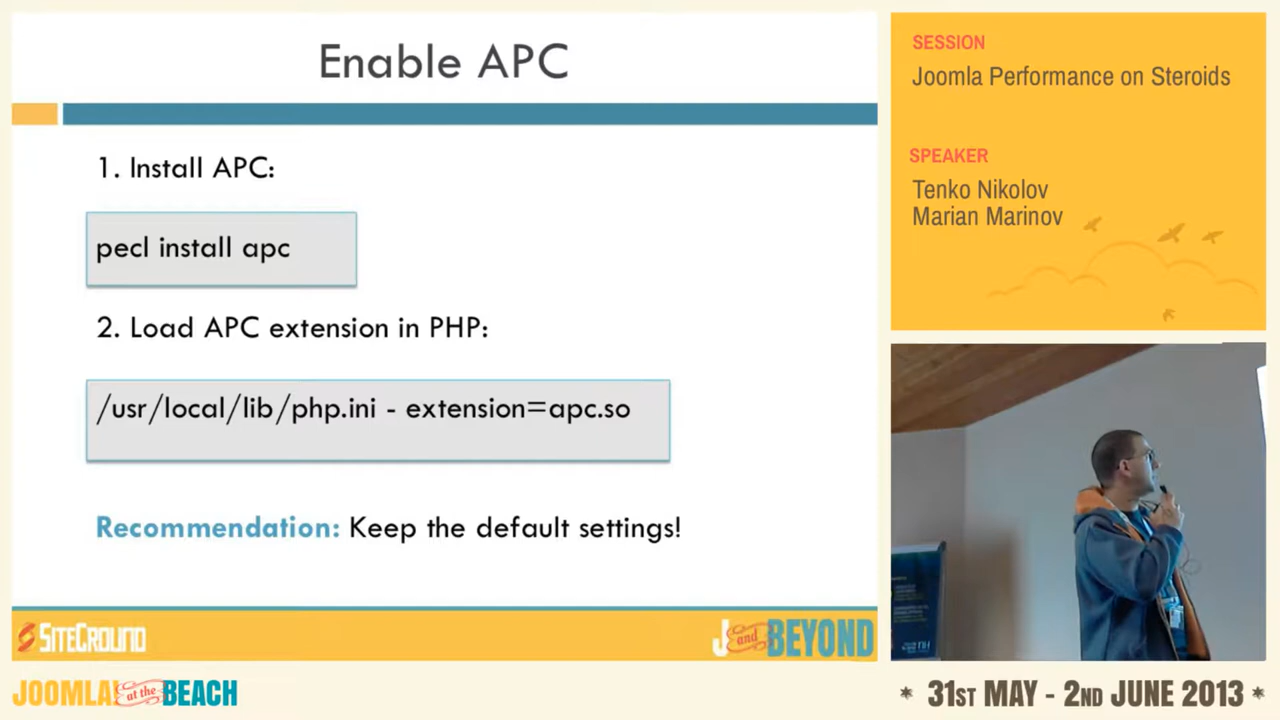 Enable APC
1. Install APC:
pecl install apc
2. Load APC extension in PHP:
/usr/local/lib/php.ini - extension=apc.so
Recommendation: Keep the default settings!
SITEGROUND
J and BEYOND
SESSION
Joomla Performance on Steroids
SPEAKER
Tenko Nikolov
Marian Marinov
JOOMLA! at the BEACH
* 31ST MAY - 2ND JUNE 2013 *